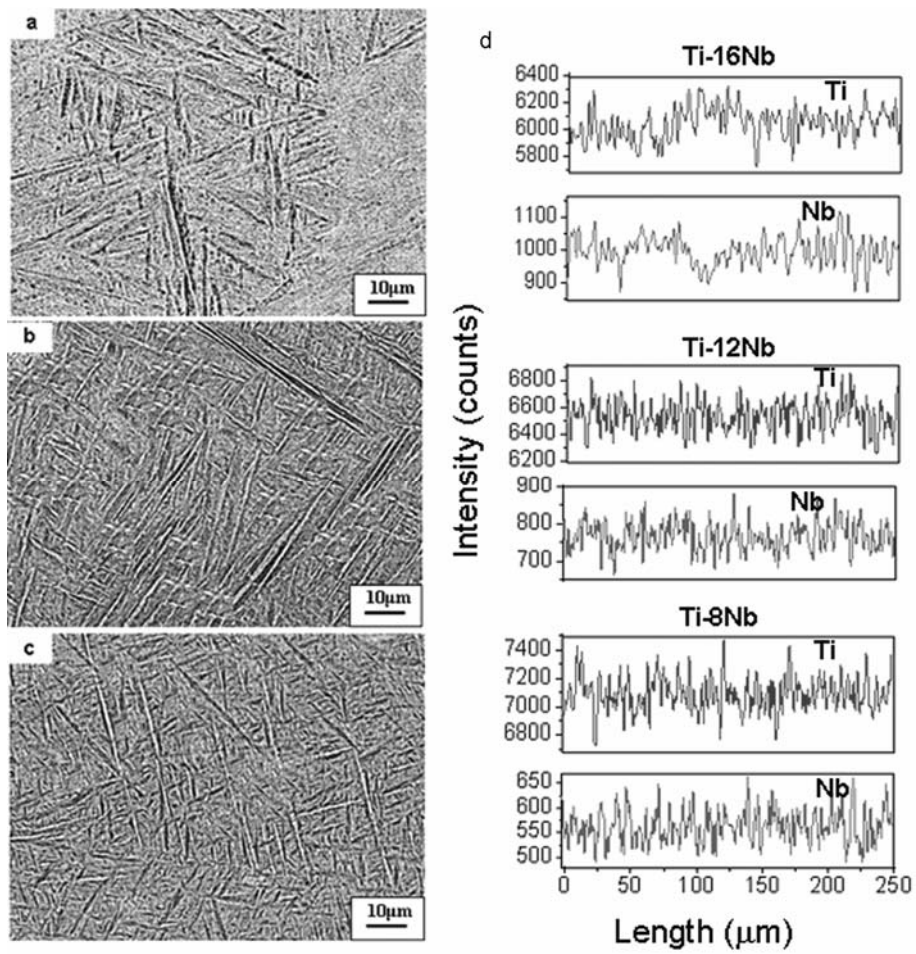 a
10µm
b
10µm
c
10µm
d
Intensity (counts)
Ti-16Nb
6400
6200
6000
5800
Ti
1100
1000
900
Nb
Ti-12Nb
6800
6600
6400
6200
Ti
900
800
700
Nb
Ti-8Nb
7400
7200
7000
6800
Ti
650
600
550
500
Nb
0 50 100 150 200 250
Length (µm)